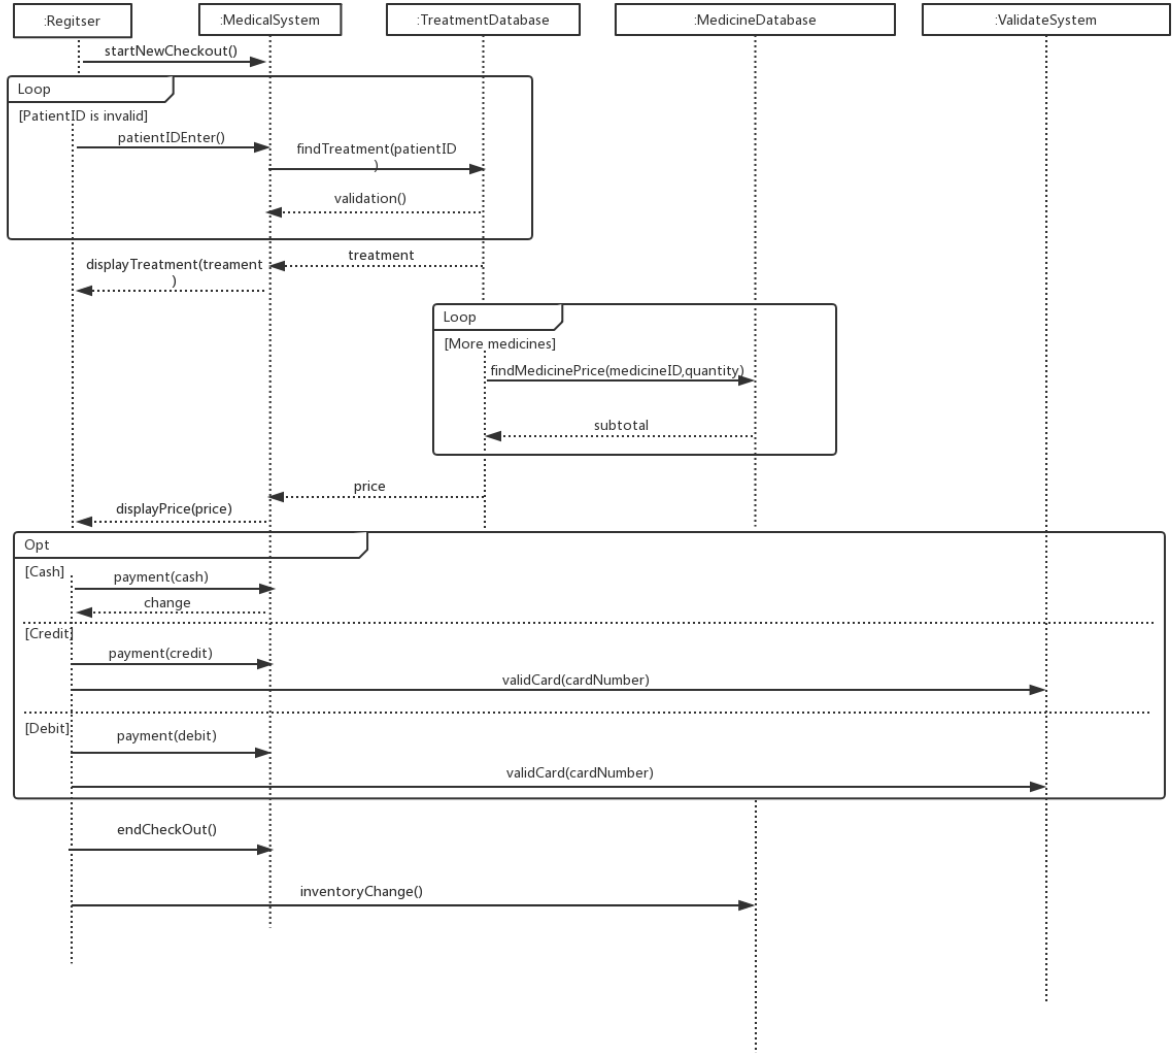 :Regitser
:MedicalSystem
:TreatmentDatabase
:MedicineDatabase
:ValidateSystem
startNewCheckout()
Loop
[PatientID is invalid]
patientIDEnter()
findTreatment(patientID
)
validation()
treatment
displayTreatment(treament
)
Loop
[More medicines]
findMedicinePrice(medicineID,quantity)
subtotal
price
displayPrice(price)
Opt
[Cash]
payment(cash)
change
[Credit]
payment(credit)
validCard(cardNumber)
[Debit]
payment(debit)
validCard(cardNumber)
endCheckOut()
inventoryChange()